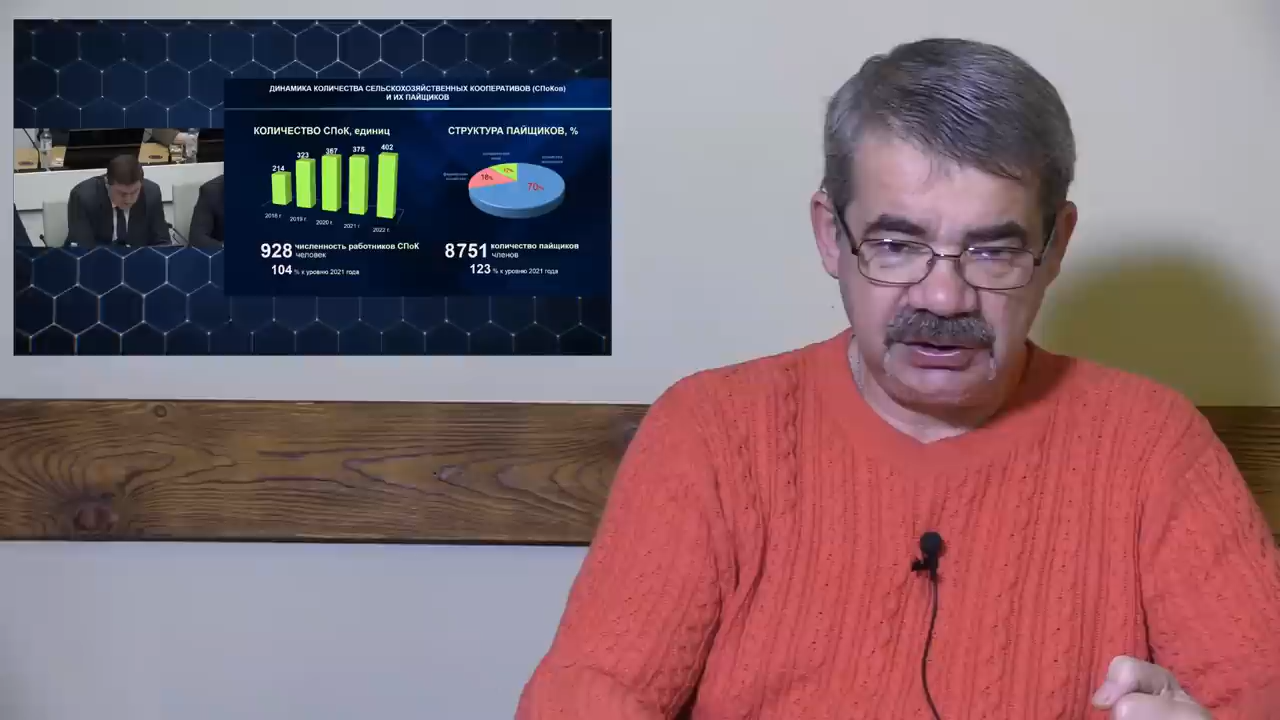 ДИНАМИКА КОЛИЧЕСТВА СЕЛЬСКОХОЗЯЙСТВЕННЫХ КООПЕРАТИВОВ (СПоКов)
И ИХ ПАЙЩИКОВ
КОЛИЧЕСТВО СПоК, единиц
214
323
367
375
402
2018 г
2019 г
2020 г.
2021 г
2022 г.
928 численность работников СПоК
человек
104 % к уровню 2021 года
СТРУКТУРА ПАЙЩИКОВ, %
70%
8751 количество пайщиков
членов
123 % к уровню 2021 года